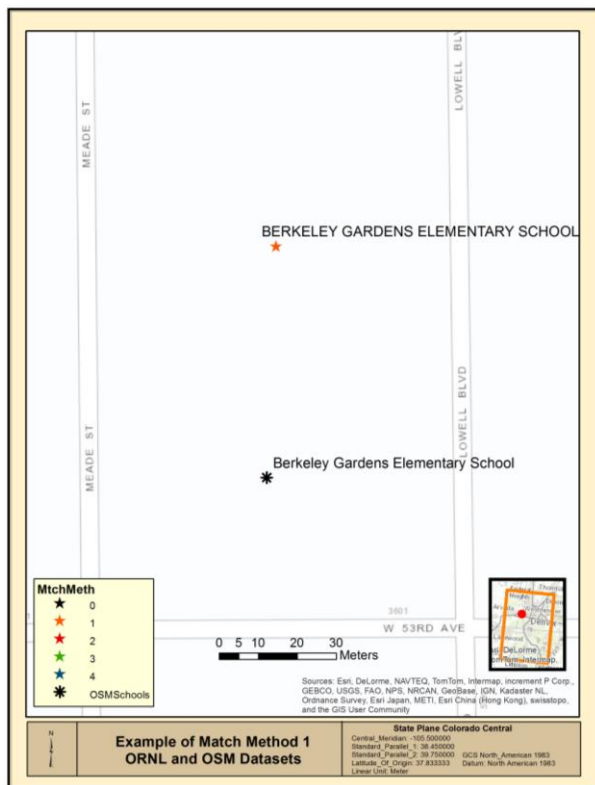 LOWELL BLVD
MEADE ST
BERKELEY GARDENS ELEMENTARY SCHOOL
LOWELL BLVD
MEADE ST
Berkeley Gardens Elementary School
MtchMeth
0
1
2
3
4
OSMSchools
3601
W 53RD AVE
0 5 10 20 30
Meters
Sources: Esri, DeLorme, NAVTEQ, TomTom, Intermap, increment P Corp.,
GEBCO, USGS, FAO, NPS, NRCAN, GeoBase, IGN, Kadaster NL,
Ordnance Survey, Esri Japan, METI, Esri China (Hong Kong), swisstopo,
and the GIS User Community
N
Example of Match Method 1
ORNL and OSM Datasets
State Plane Colorado Central
Central_Meridian: -105.500000
Standard_Parallel_1: 38.450000
Standard_Parallel_2: 39.750000 GCS North_American 1983
Latitude_Of_Origin: 37.833333 Datum: North American 1983
Linear Unit: Meter